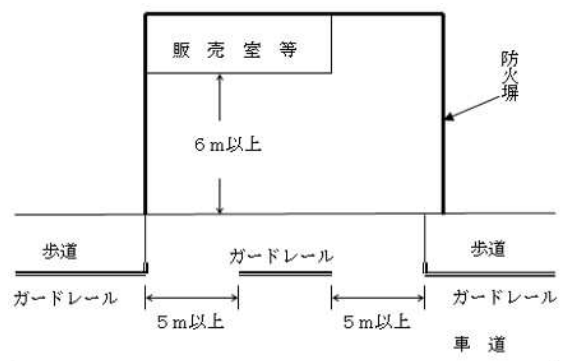 販売室等
防火塀
6m以上
歩道
ガードレール
歩道
ガードレール
ガードレール
5m以上
5m以上
車道